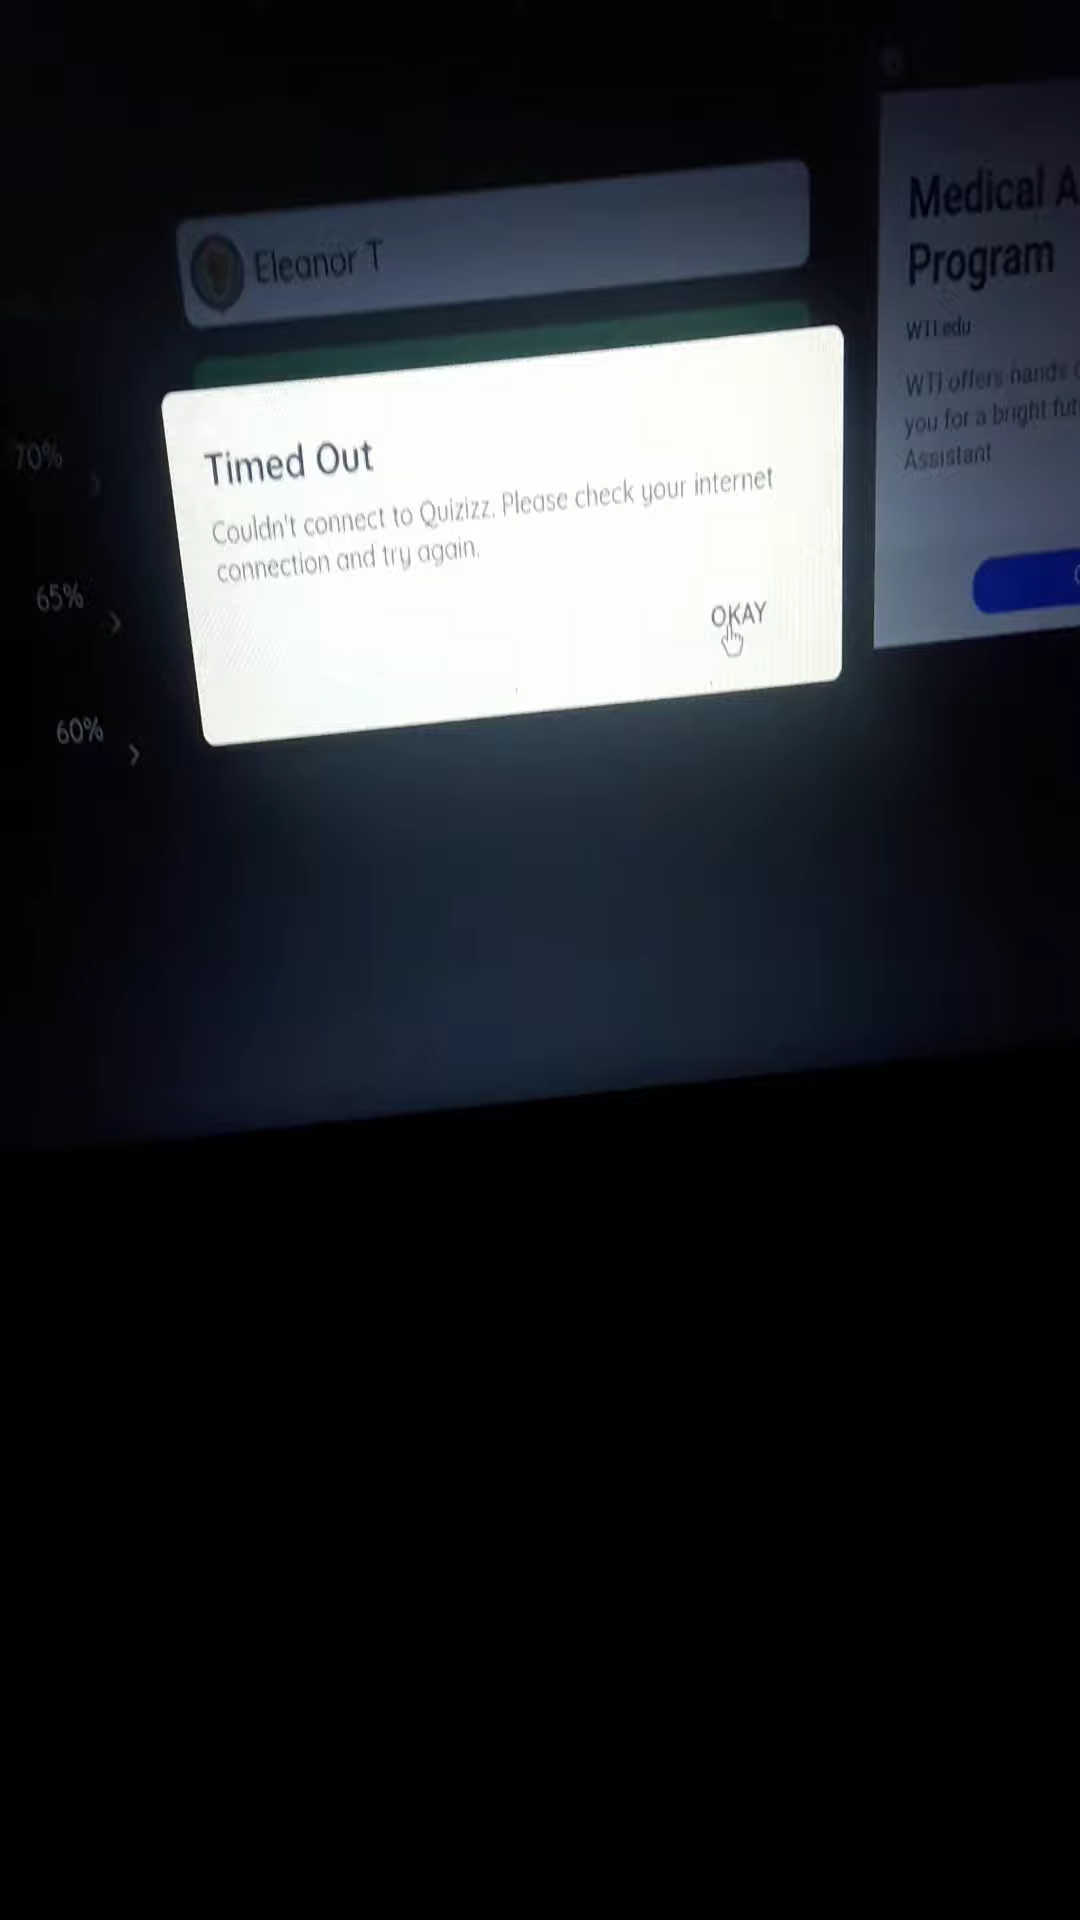 Eleanor T
Timed Out
Couldn't connect to Quizizz. Please check your internet
connection and try again.
OKAY
70%
65%
60%
Medical A
Program
WTI.edu
WTI offers hands
you for a bright fut
Assistant